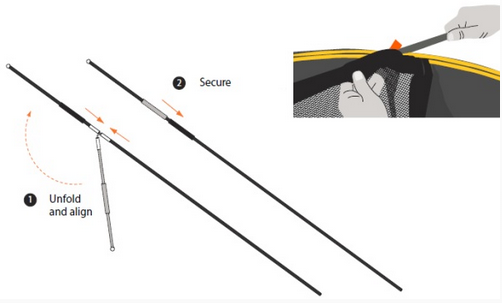 2 Secure
1 Unfold
and align